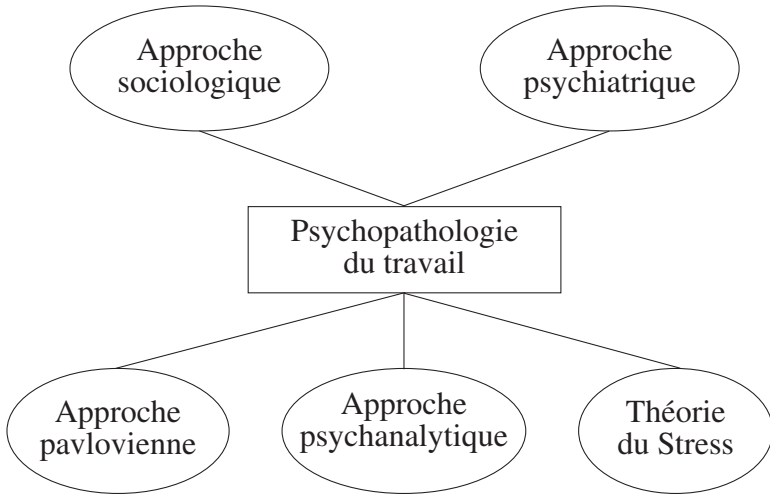 Approche
sociologique
Approche
psychiatrique
Psychopathologie
du travail
Approche
pavlovienne
Approche
psychanalytique
Théorie
du Stress